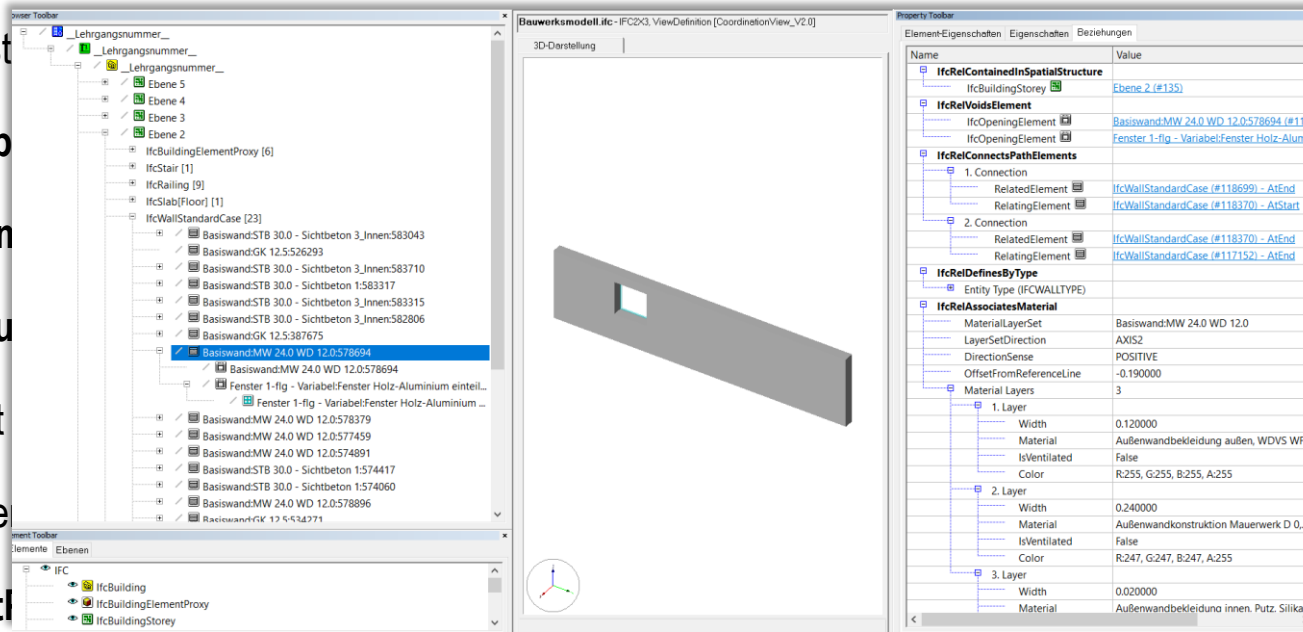 owser Toolbar
_Lehrgangsnummer_
_Lehrgangsnummer_
_Lehrgangsnummer_
Ebene 5
Ebene 4
Ebene 3
Ebene 2
IfcBuildingElementProxy [6]
IfcStair [1]
IfcRailing [9]
IfcSlab[Floor] [1]
IfcWallStandardCase [23]
Basiswand:STB 30.0 - Sichtbeton 3_Innen:583043
Basiswand:GK 12.5:526293
Basiswand:STB 30.0 - Sichtbeton 3_Innen:583710
Basiswand:STB 30.0 - Sichtbeton 1:583317
Basiswand:STB 30.0 - Sichtbeton 3_Innen:583315
Basiswand:STB 30.0 - Sichtbeton 3_Innen:582806
Basiswand:GK 12.5:387675
Basiswand:MW 24.0 WD 12.0:578694
Basiswand:MW 24.0 WD 12.0:578694
Fenster 1-flg - Variabel:Fenster Holz-Aluminium einteil...
Fenster 1-flg - Variabel:Fenster Holz-Aluminium ...
Basiswand:MW 24.0 WD 12.0:578379
Basiswand:MW 24.0 WD 12.0:577459
Basiswand:MW 24.0 WD 12.0:574891
Basiswand:STB 30.0 - Sichtbeton 1:574417
Basiswand:STB 30.0 - Sichtbeton 1:574060
Basiswand:MW 24.0 WD 12.0:578896
Basiswand:GK 12.5:534271
ement Toolbar
Elemente Ebenen
IFC
IfcBuilding
IfcBuildingElementProxy
IfcBuildingStorey
Bauwerksmodell.ifc - IFC2X3, ViewDefinition [CoordinationView_V2.0]
3D-Darstellung
Property Toolbar
Element-Eigenschaften Eigenschaften Beziehungen
Name Value
IfcRelContainedInSpatialStructure
IfcBuildingStorey Ebene 2 (#135)
IfcRelVoidsElement
IfcOpeningElement Basiswand:MW 24.0 WD 12.0:578694 (#11
IfcOpeningElement Fenster 1-flg - Variabel:Fenster Holz-Alum
IfcRelConnectsPathElements
1. Connection
RelatedElement IfcWallStandardCase (#118699) - AtEnd
RelatingElement IfcWallStandardCase (#118370) - AtStart
2. Connection
RelatedElement IfcWallStandardCase (#118370) - AtEnd
RelatingElement IfcWallStandardCase (#117152) - AtEnd
IfcRelDefinesByType
Entity Type (IFCWALLTYPE)
IfcRelAssociatesMaterial
MaterialLayerSet Basiswand:MW 24.0 WD 12.0
LayerSetDirection AXIS2
DirectionSense POSITIVE
OffsetFromReferenceLine -0.190000
Material Layers 3
1. Layer
Width 0.120000
Material Außenwandbekleidung außen, WDVS WF
IsVentilated False
Color R:255, G:255, B:255, A:255
2. Layer
Width 0.240000
Material Außenwandkonstruktion Mauerwerk D 0,
IsVentilated False
Color R:247, G:247, B:247, A:255
3. Layer
Width 0.020000
Material Außenwandbekleidung innen. Putz. Silika